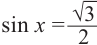 sin x = √3/2